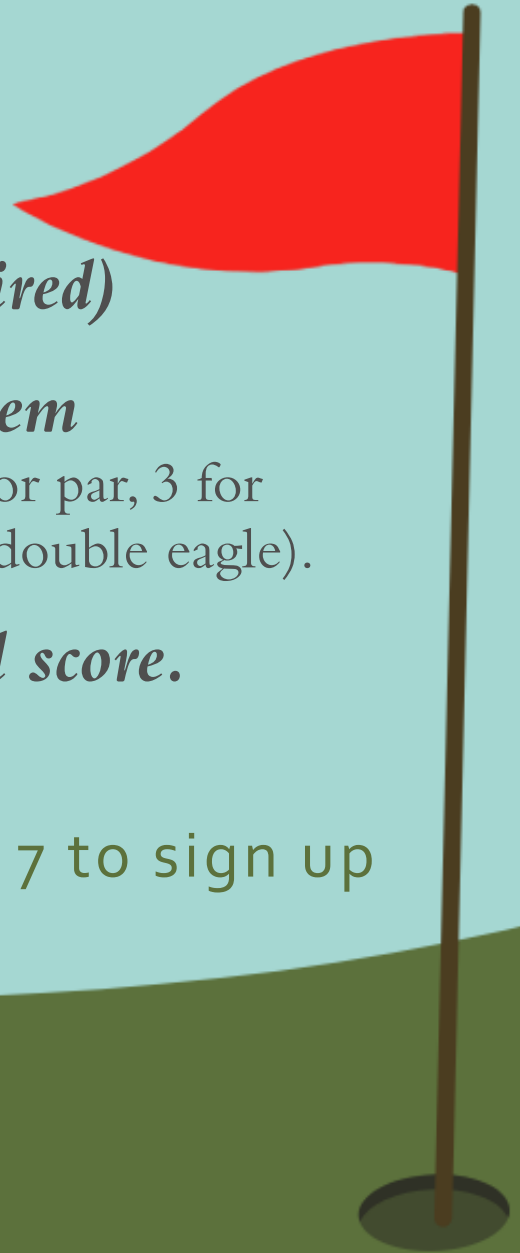 ired)
em
or par, 3 for
double eagle).
score.
7 to sign up